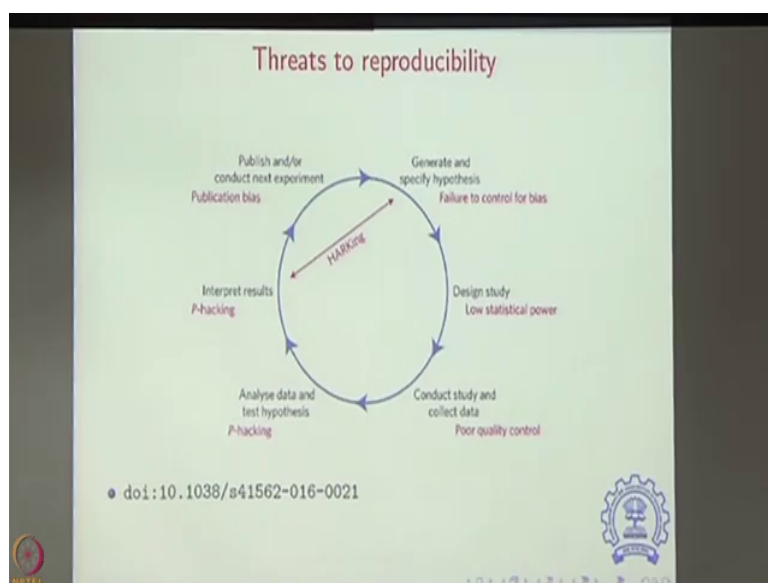 Threats to reproducibility
Publish and/or
conduct next experiment
Publication bias
Generate and
specify hypothesis
Failure to control for bias
HARKing
Interpret results
P-hacking
Design study
Low statistical power
Analyse data and
test hypothesis
P-hacking
Conduct study and
collect data
Poor quality control
• doi:10.1038/s41562-016-0021
NPTEL